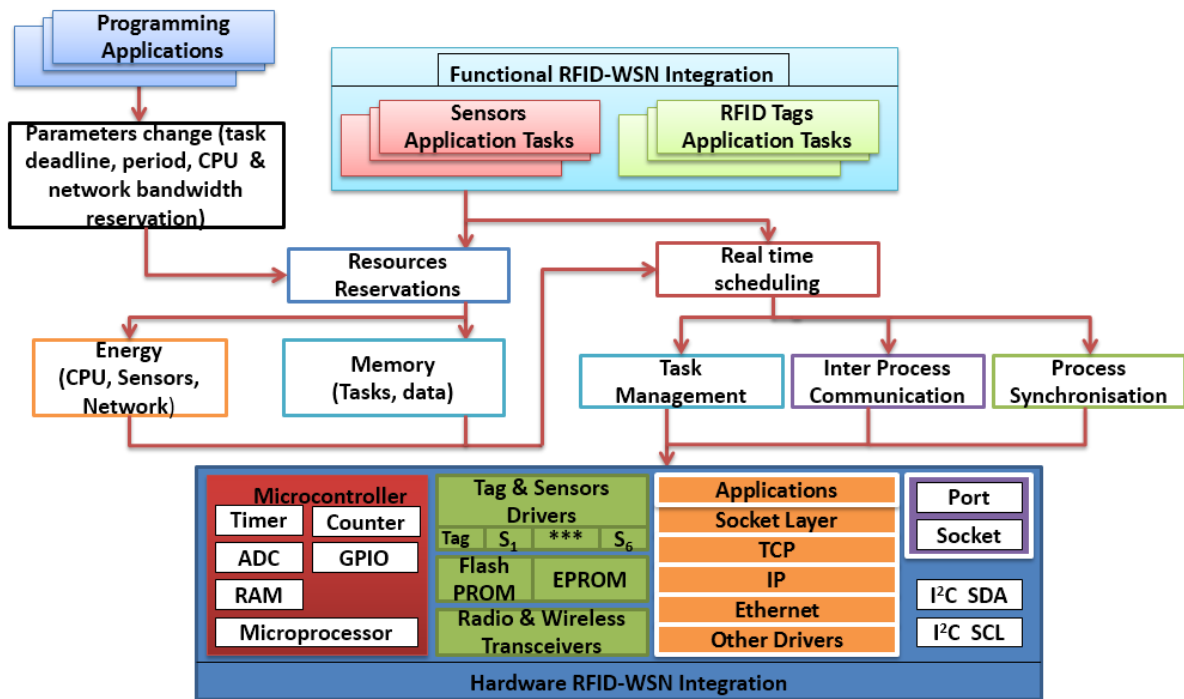 Programming
Applications
Functional RFID-WSN Integration
Sensors
Application Tasks
RFID Tags
Application Tasks
Parameters change (task
deadline, period, CPU &
network bandwidth
reservation)
Resources
Reservations
Real time
scheduling
Energy
(CPU, Sensors,
Network)
Memory
(Tasks, data)
Task
Management
Inter Process
Communication
Process
Synchronisation
Microcontroller
Timer
Counter
ADC
GPIO
RAM
Microprocessor
Tag & Sensors
Drivers
Tag S₁ *** S₆
Flash
PROM
EPROM
Radio & Wireless
Transceivers
Applications
Socket Layer
TCP
IP
Ethernet
Other Drivers
Port
Socket
I²C SDA
I²C SCL
Hardware RFID-WSN Integration